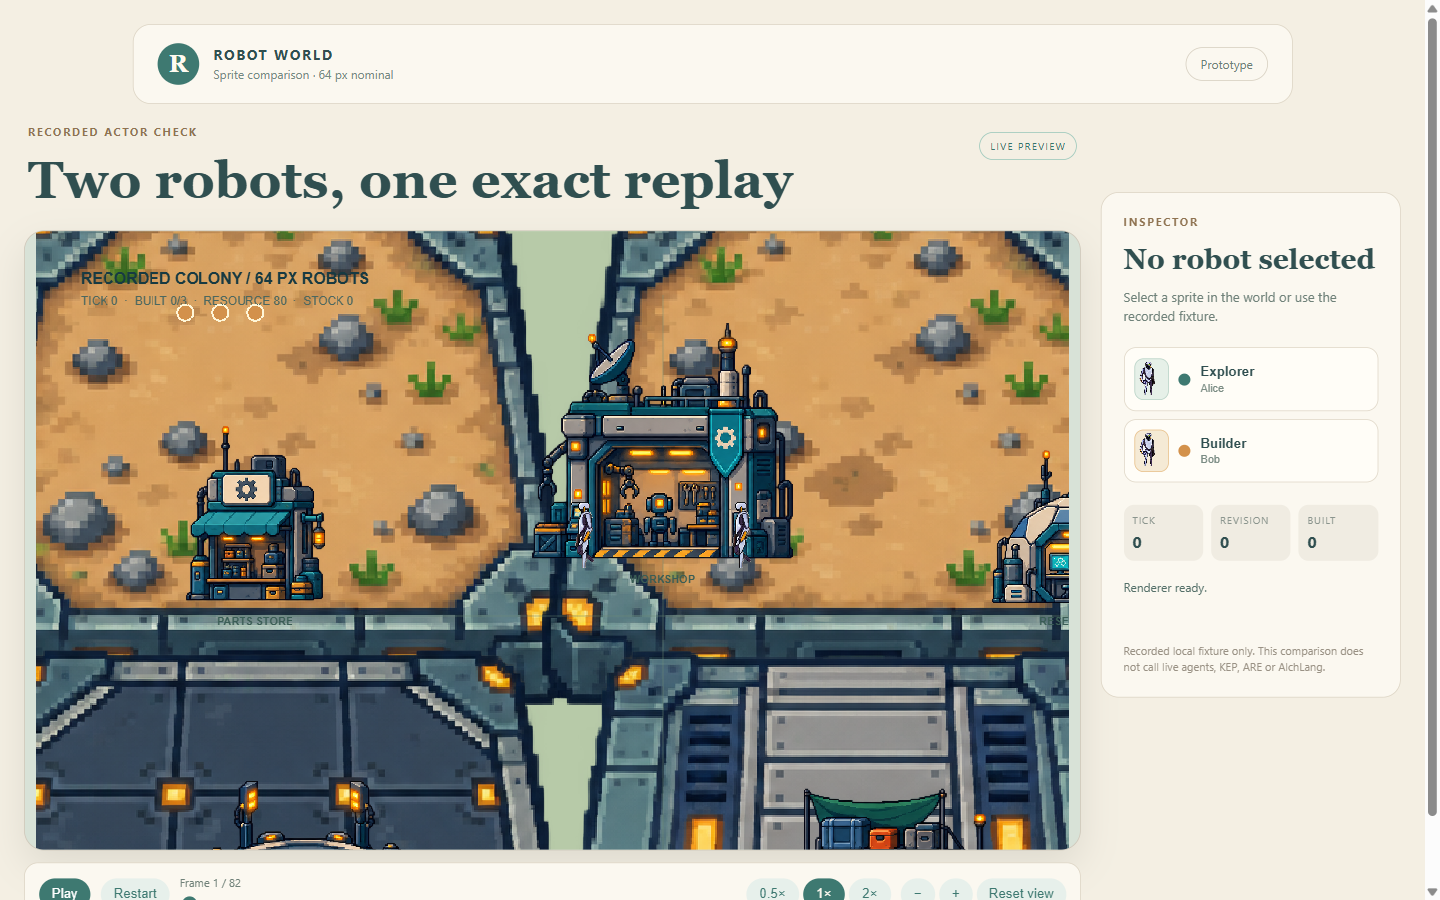 R
ROBOT WORLD
Sprite comparison · 64 px nominal
Prototype
RECORDED ACTOR CHECK
Two robots, one exact replay
LIVE PREVIEW
RECORDED COLONY / 64 PX ROBOTS
TICK 0 · BUILT 0/3 · RESOURCE 80 · STOCK 0
WORKSHOP
PARTS STORE
RESE
INSPECTOR
No robot selected
Select a sprite in the world or use the
recorded fixture.
Explorer
Alice
Builder
Bob
TICK
0
REVISION
0
BUILT
0
Renderer ready.
Recorded local fixture only. This comparison does
not call live agents, KEP, ARE or AIchLang.
Play
Restart
Frame 1 / 82
0.5×
1×
2×
−
+
Reset view